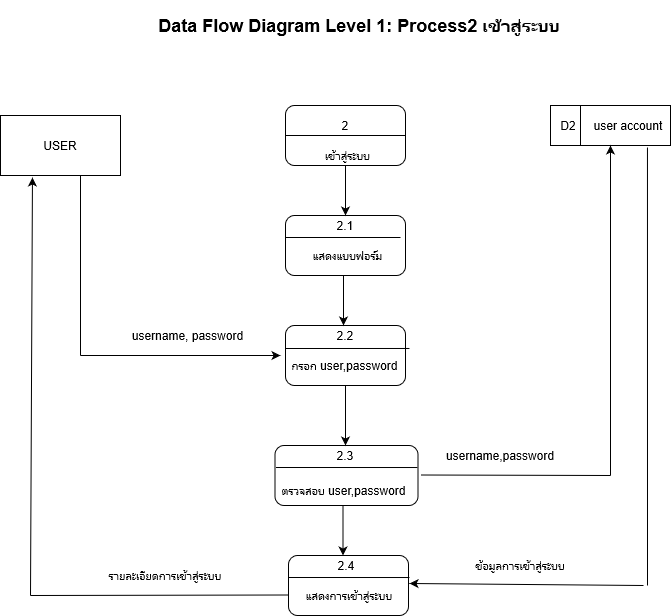 Data Flow Diagram Level 1: Process2 เข้าสู่ระบบ
USER
2
เข้าสู่ระบบ
D2
user account
2.1
แสดงแบบฟอร์ม
username, password
2.2
กรอก user,password
2.3
ตรวจสอบ user,password
username,password
2.4
แสดงการเข้าสู่ระบบ
รายละเอียดการเข้าสู่ระบบ
ข้อมูลการเข้าสู่ระบบ